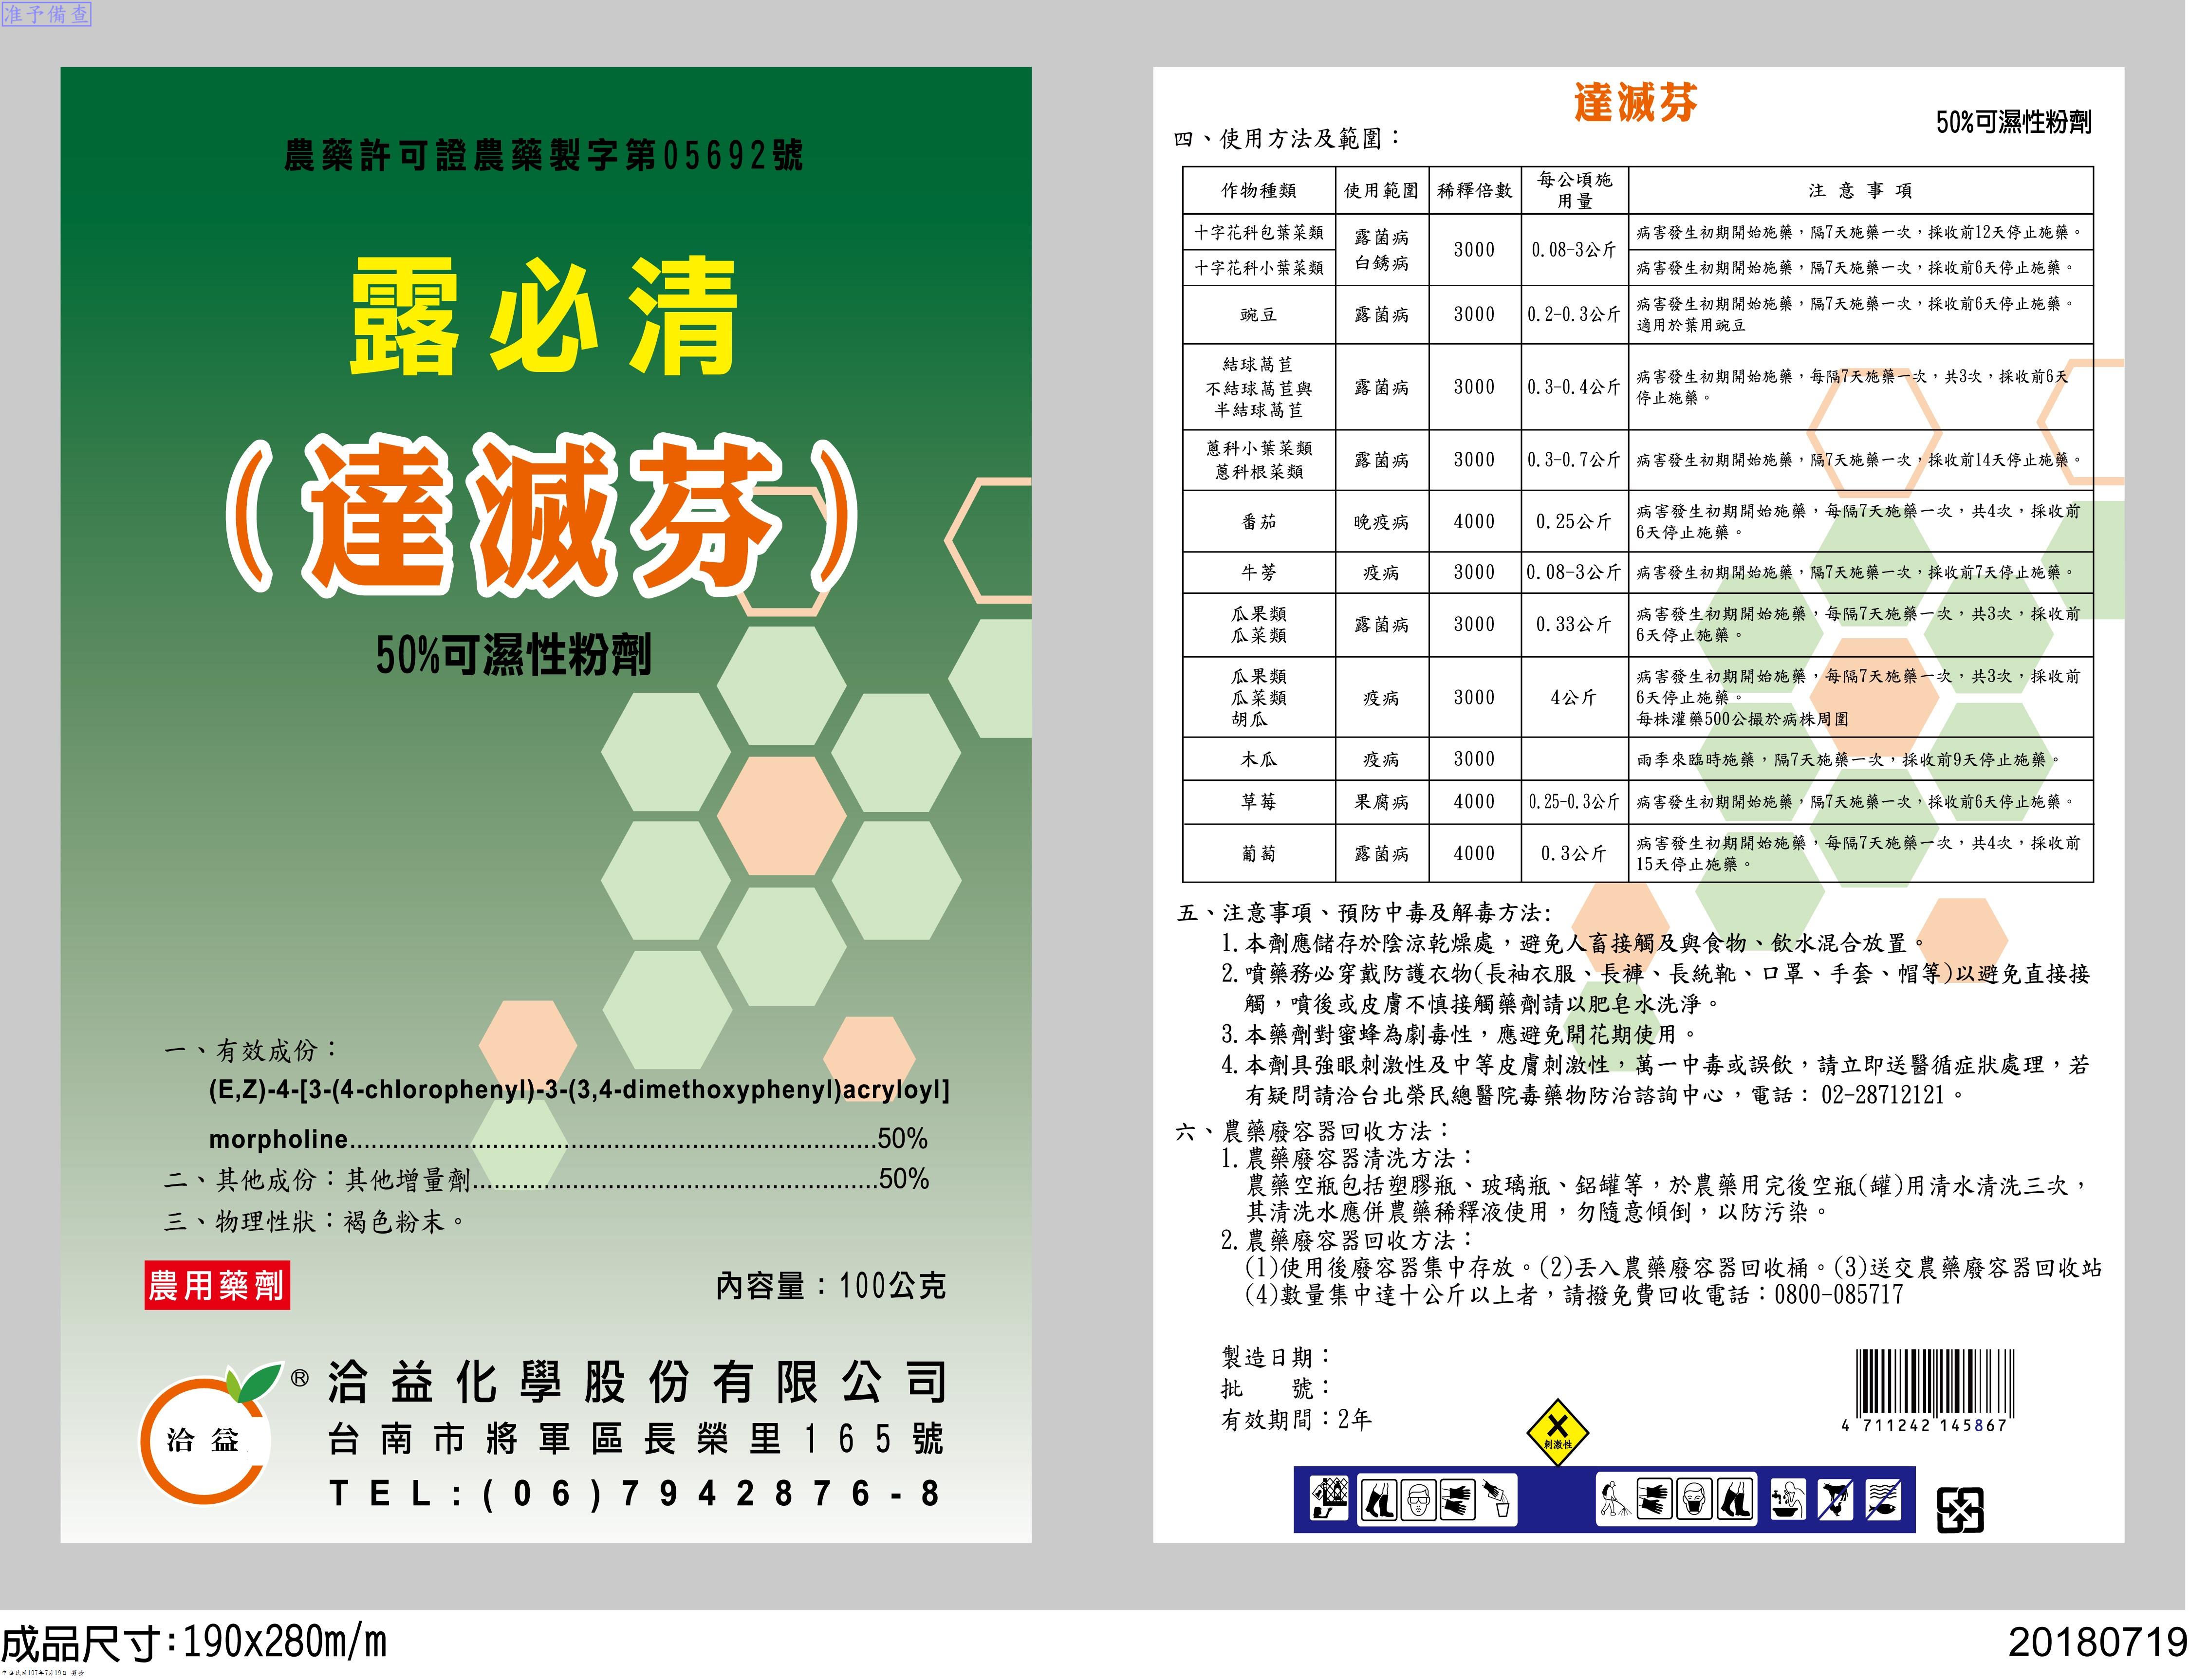 准予備查
農藥許可證農藥製字第05692號
露必清
(達滅芬)
50%可濕性粉劑
一、有效成份：
(E,Z)-4-[3-(4-chlorophenyl)-3-(3,4-dimethoxyphenyl)acryloyl]
morpholine..........................................................................50%
二、其他成份：其他增量劑.........................................................50%
三、物理性狀：褐色粉末。
農用藥劑
內容量：100公克
洽益
®
洽益化學股份有限公司
台南市將軍區長榮里165號
TEL:(06)7942876-8
達滅芬
50%可濕性粉劑
四、使用方法及範圍：
作物種類 使用範圍 稀釋倍數 每公頃施用量 注意事項
十字花科包葉菜類 露菌病 白銹病 3000 0.08-3公斤 病害發生初期開始施藥，隔7天施藥一次，採收前12天停止施藥。
十字花科小葉菜類 病害發生初期開始施藥，隔7天施藥一次，採收前6天停止施藥。
豌豆 露菌病 3000 0.2-0.3公斤 病害發生初期開始施藥，隔7天施藥一次，採收前6天停止施藥。
適用於葉用豌豆
結球萵苣
不結球萵苣與
半結球萵苣
露菌病 3000 0.3-0.4公斤 病害發生初期開始施藥，每隔7天施藥一次，共3次，採收前6天
停止施藥。
蔥科小葉菜類
蔥科根菜類
露菌病 3000 0.3-0.7公斤 病害發生初期開始施藥，隔7天施藥一次，採收前14天停止施藥。
番茄 晚疫病 4000 0.25公斤 病害發生初期開始施藥，每隔7天施藥一次，共4次，採收前
6天停止施藥。
牛蒡 疫病 3000 0.08-3公斤 病害發生初期開始施藥，隔7天施藥一次，採收前7天停止施藥。
瓜果類
瓜菜類
露菌病 3000 0.33公斤 病害發生初期開始施藥，每隔7天施藥一次，共3次，採收前
6天停止施藥。
瓜果類
瓜菜類
胡瓜
疫病 3000 4公斤 病害發生初期開始施藥，每隔7天施藥一次，共3次，採收前
6天停止施藥。
每株灌藥500公撮於病株周圍
木瓜 疫病 3000 雨季來臨時施藥，隔7天施藥一次，採收前9天停止施藥。
草莓 果腐病 4000 0.25-0.3公斤 病害發生初期開始施藥，隔7天施藥一次，採收前6天停止施藥。
葡萄 露菌病 4000 0.3公斤 病害發生初期開始施藥，每隔7天施藥一次，共4次，採收前
15天停止施藥。
五、注意事項、預防中毒及解毒方法:
1.本劑應儲存於陰涼乾燥處，避免人畜接觸及與食物、飲水混合放置。
2.噴藥務必穿戴防護衣物(長袖衣服、長褲、長統靴、口罩、手套、帽等)以避免直接接
觸，噴後或皮膚不慎接觸藥劑請以肥皂水洗淨。
3.本藥劑對蜜蜂為劇毒性，應避免開花期使用。
4.本劑具強眼刺激性及中等皮膚刺激性，萬一中毒或誤飲，請立即送醫循症狀處理，若
有疑問請洽台北榮民總醫院毒藥物防治諮詢中心，電話：02-28712121。
六、農藥廢容器回收方法：
1.農藥廢容器清洗方法：
農藥空瓶包括塑膠瓶、玻璃瓶、鋁罐等，於農藥用完後空瓶(罐)用清水清洗三次，
其清洗水應併農藥稀釋液使用，勿隨意傾倒，以防污染。
2.農藥廢容器回收方法：
(1)使用後廢容器集中存放。(2)丟入農藥廢容器回收桶。(3)送交農藥廢容器回收站
(4)數量集中達十公斤以上者，請撥免費回收電話：0800-085717
製造日期：
批　　號：
有效期間：2年
刺激性
4 711242 145867
成品尺寸:190x280m/m
20180719
中華民國107年7月19日 簽發